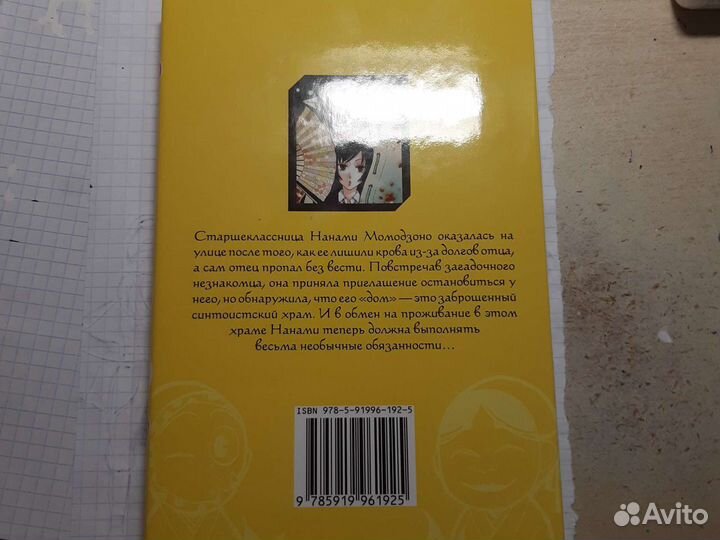 Старшеклассница Нанами Момодзоно оказалась на
улице после того, как ее лишили крова из-за долгов отца,
а сам отец пропал без вести. Повстречав загадочного
незнакомца, она приняла приглашение остановиться у
него, но обнаружила, что его «дом» — это заброшенный
синтоистский храм. И в обмен на проживание в этом
храме Нанами теперь должна выполнять
весьма необычные обязанности...
ISBN 978-5-91996-192-5
9 785919 961925
Avito